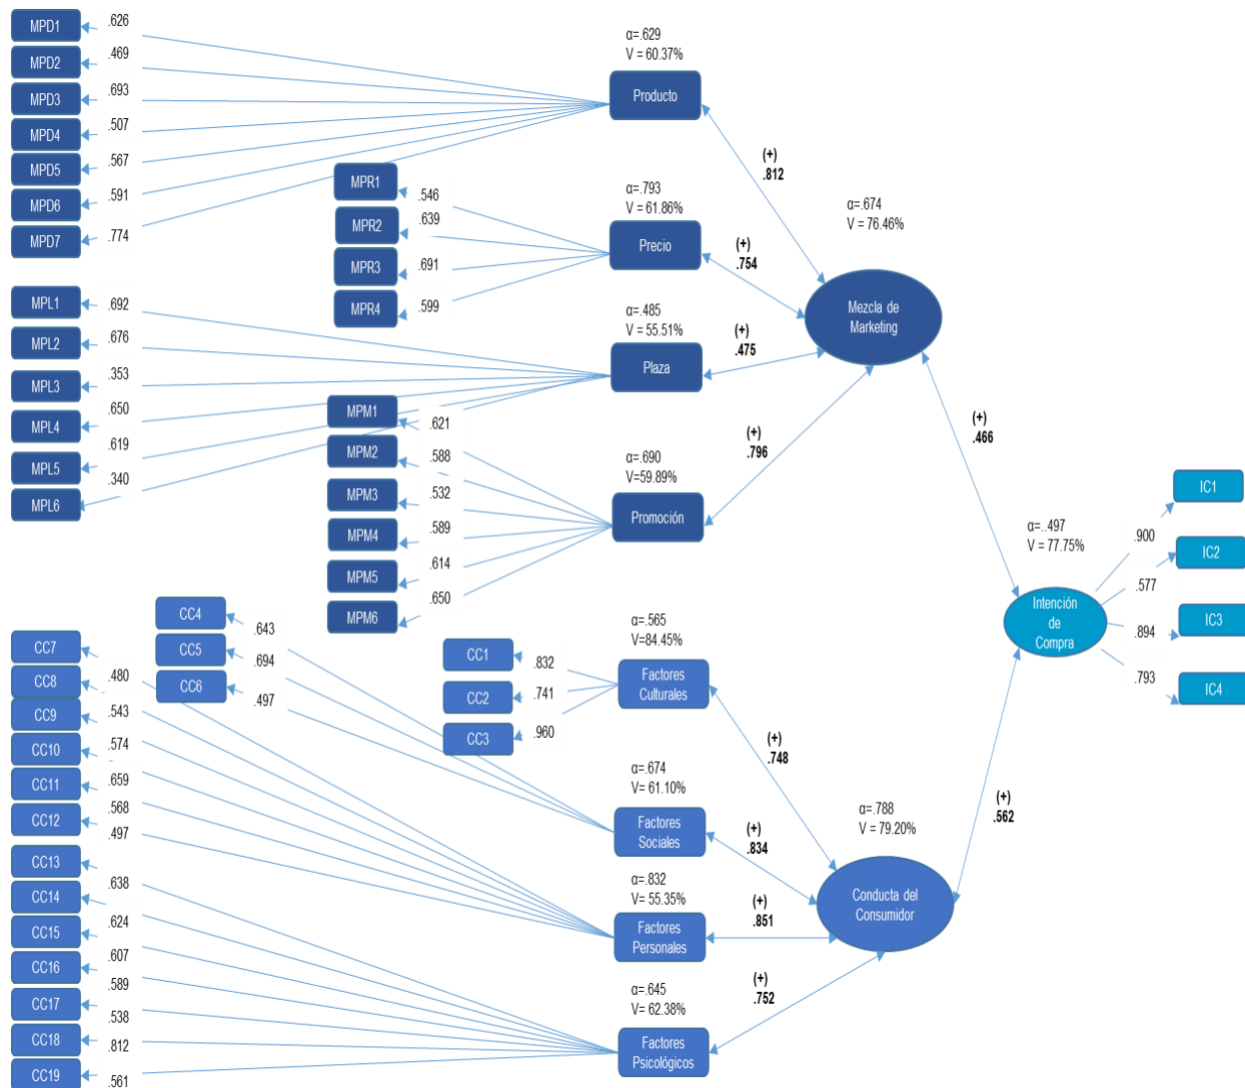 MPD1
.626
MPD2
.469
MPD3
.693
MPD4
.507
MPD5
.567
MPD6
.591
MPD7
.774
α=.629
V = 60.37%
Producto
(+)
.812
MPR1
.546
MPR2
.639
MPR3
.691
MPR4
.599
α=.793
V = 61.86%
Precio
(+)
.754
α=.674
V = 76.46%
Mezcla de
Marketing
MPL1
.692
MPL2
.676
MPL3
.353
MPL4
.650
MPL5
.619
MPL6
.340
α=.485
V = 55.51%
Plaza
(+)
.475
MPM1
.621
MPM2
.588
MPM3
.532
MPM4
.589
MPM5
.614
MPM6
.650
α=.690
V=59.89%
Promoción
(+)
.796
(+)
.466
α=..497
V = 77.75%
Intención
de
Compra
IC1
.900
IC2
.577
IC3
.894
IC4
.793
CC4
.643
CC5
.694
CC6
.497
CC1
.832
CC2
.741
CC3
.960
α=.565
V=84.45%
Factores
Culturales
(+)
.748
CC7
.480
CC8
.543
CC9
.574
CC10
.659
CC11
.568
CC12
.497
α=.674
V= 61.10%
Factores
Sociales
(+)
.834
α=.788
V = 79.20%
Conducta del
Consumidor
(+)
.562
α=.832
V = 55.35%
Factores
Personales
(+)
.851
CC13
.638
CC14
.624
CC15
.607
CC16
.589
CC17
.538
CC18
.812
CC19
.561
α=.645
V= 62.38%
Factores
Psicológicos
(+)
.752